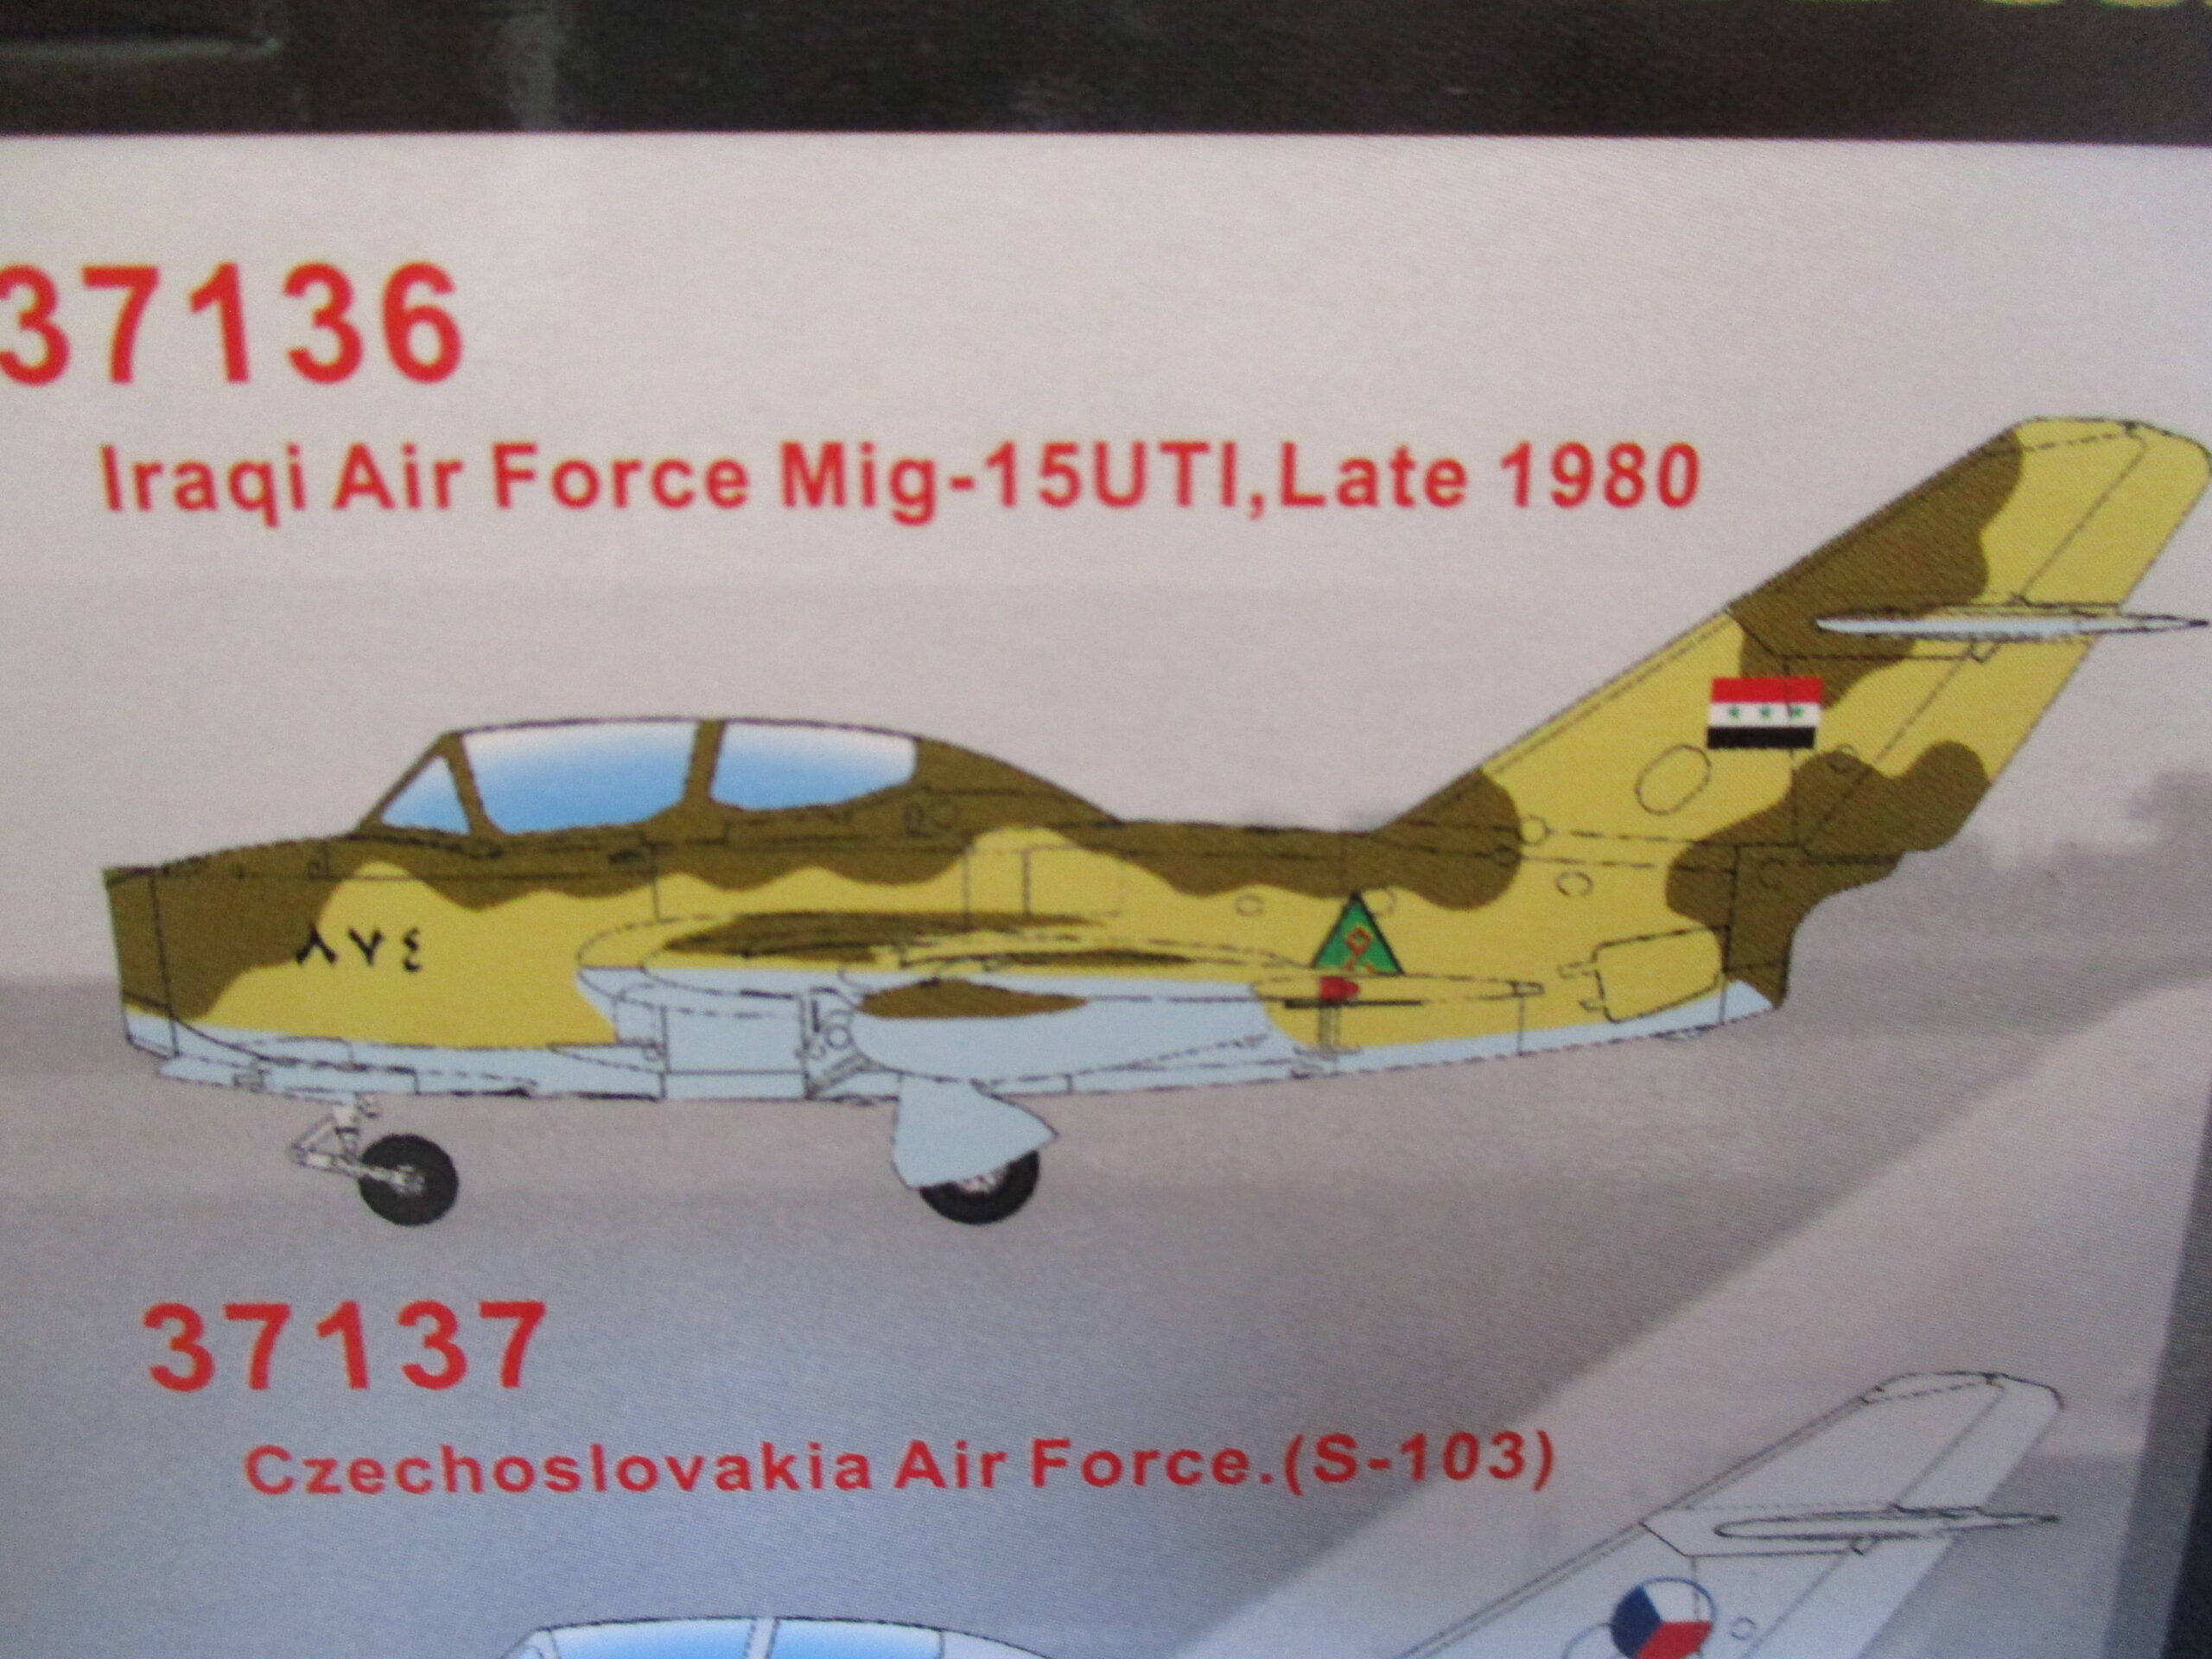 37136
Iraqi Air Force Mig-15UTI,Late 1980
٨٧٤
37137
Czechoslovakia Air Force.(S-103)